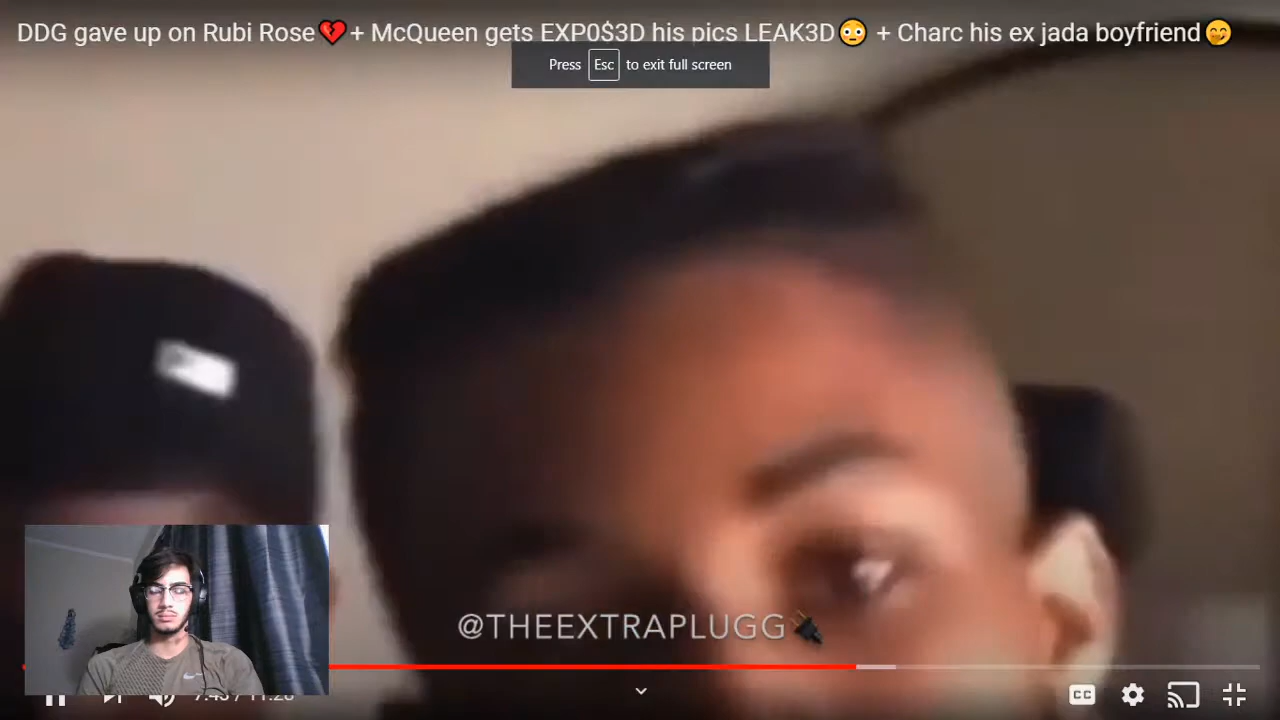 DDG gave up on Rubi Rose💔+ McQueen gets EXP0$3D his pics LEAK3D😳 + Charc his ex jada boyfriend🤭
Press Esc to exit full screen
@THEEXTRAPLUGG🔌
CC